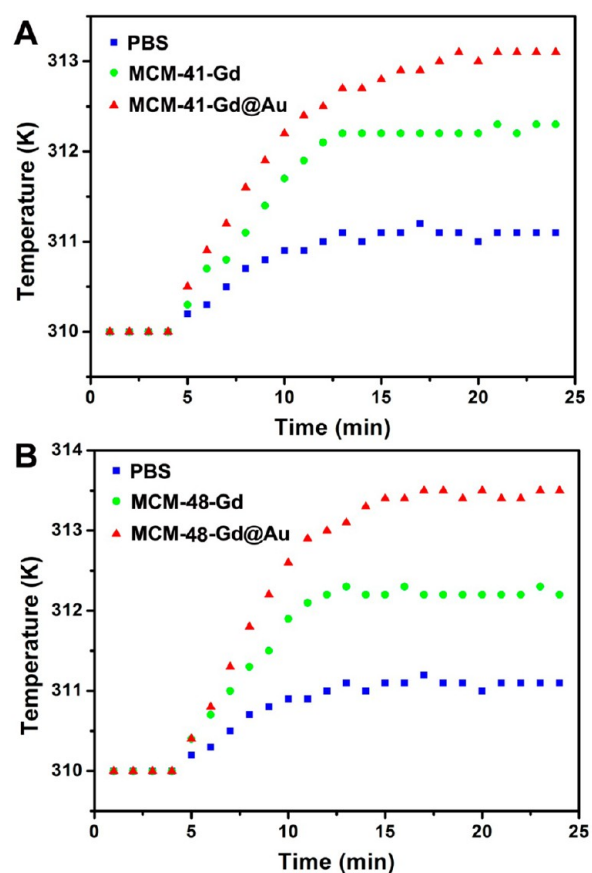 A
PBS
MCM-41-Gd
MCM-41-Gd@Au
313
312
311
310
Temperature (K)
0 5 10 15 20 25
Time (min)
B
PBS
MCM-48-Gd
MCM-48-Gd@Au
314
313
312
311
310
Temperature (K)
0 5 10 15 20 25
Time (min)